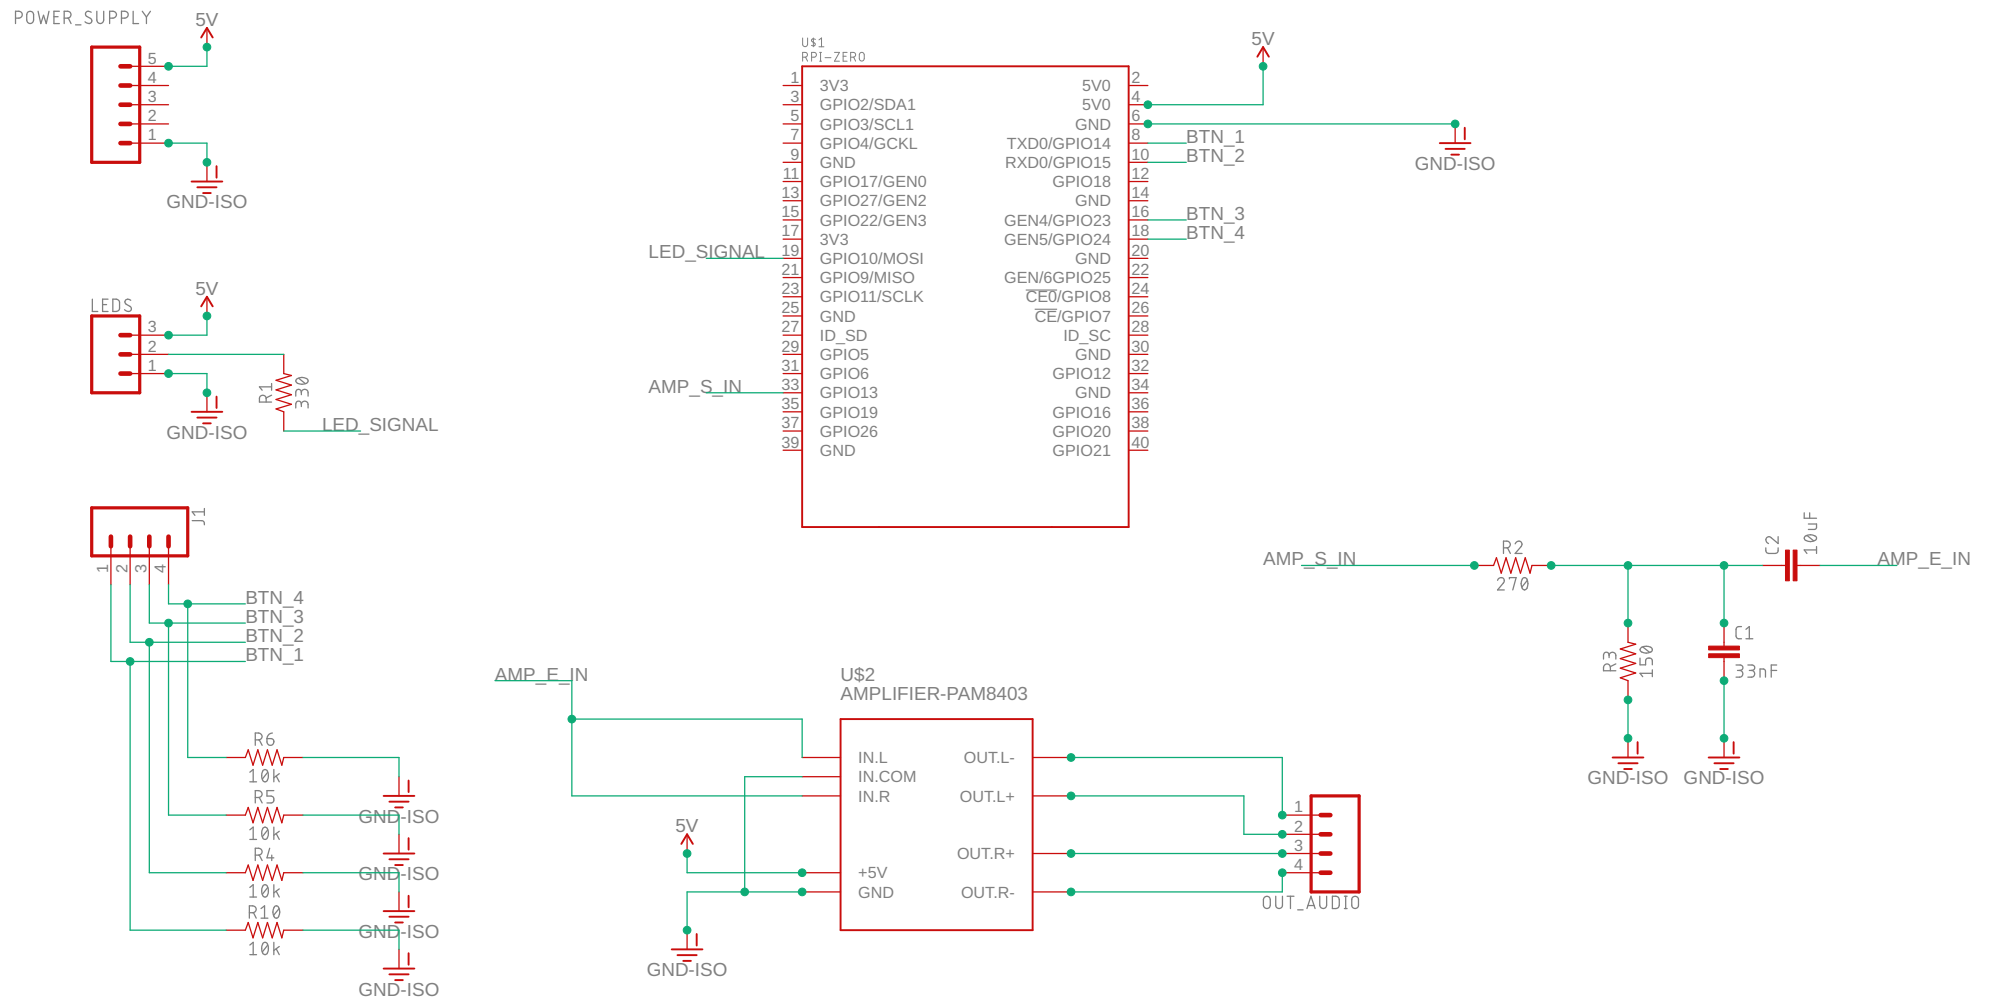 POWER_SUPPLY
5V
5
4
3
2
1
GND-ISO
LEDS
5V
3
2
1
GND-ISO
R1
330
LED_SIGNAL
J1
1 2 3 4
BTN_4
BTN_3
BTN_2
BTN_1
R6
10k
GND-ISO
R5
10k
GND-ISO
R4
10k
GND-ISO
R10
10k
GND-ISO
U$1
RPI-ZERO
5V
GND-ISO
1 3V3 5V0 2
3 GPIO2/SDA1 5V0 4
5 GPIO3/SCL1 GND 6
7 GPIO4/GCKL TXD0/GPIO14 8 BTN_1
9 GND RXD0/GPIO15 10 BTN_2
11 GPIO17/GEN0 GPIO18 12
13 GPIO27/GEN2 GND 14
15 GPIO22/GEN3 GEN4/GPIO23 16 BTN_3
17 3V3 GEN5/GPIO24 18 BTN_4
LED_SIGNAL 19 GPIO10/MOSI GND 20
21 GPIO9/MISO GEN/6GPIO25 22
23 GPIO11/SCLK CE0/GPIO8 24
25 GND CE/GPIO7 26
27 ID_SD ID_SC 28
29 GPIO5 GND 30
31 GPIO6 GPIO12 32
AMP_S_IN 33 GPIO13 GND 34
35 GPIO19 GPIO16 36
37 GPIO26 GPIO20 38
39 GND GPIO21 40
AMP_S_IN
R2
270
C2
10uF
AMP_E_IN
R3
150
C1
33nF
GND-ISO
GND-ISO
AMP_E_IN
U$2
AMPLIFIER-PAM8403
IN.L OUT.L-
IN.COM
IN.R OUT.L+
OUT.R+
+5V
GND OUT.R-
5V
GND-ISO
1
2
3
4
OUT_AUDIO